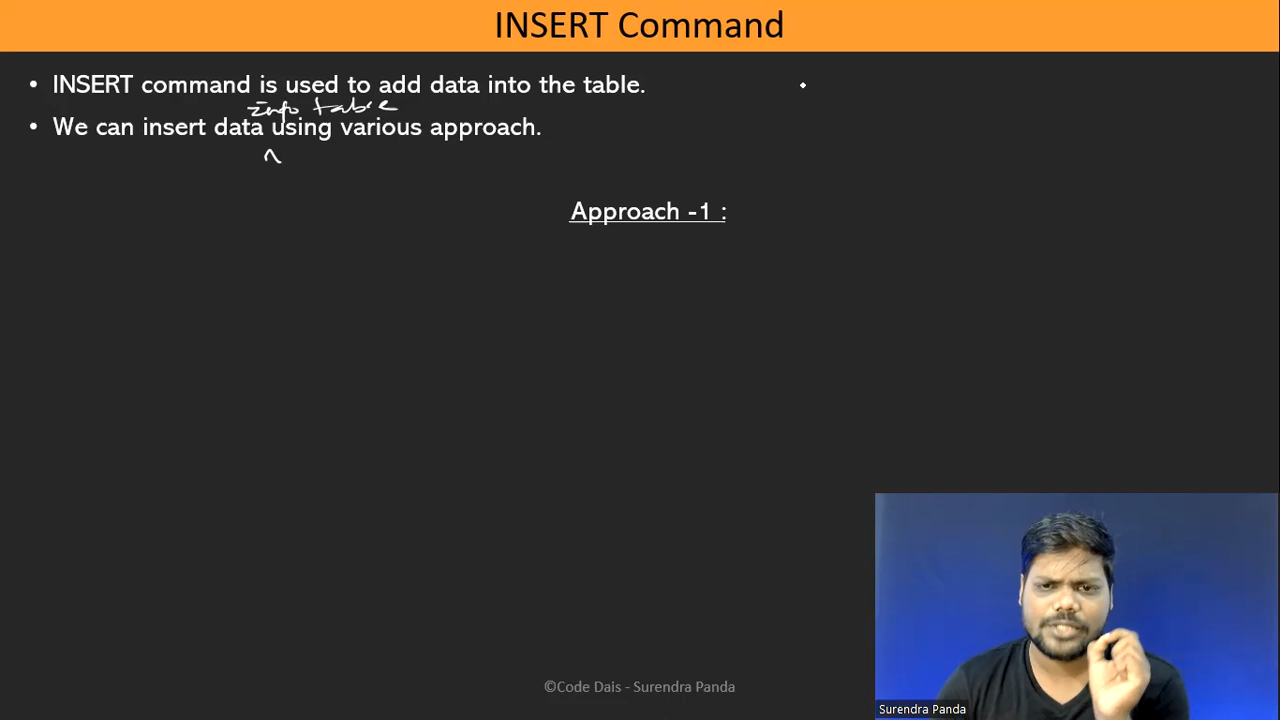 INSERT Command
• INSERT command is used to add data into the table.
into table
• We can insert data using various approach.
^
Approach -1 :
©Code Dais - Surendra Panda
Surendra Panda